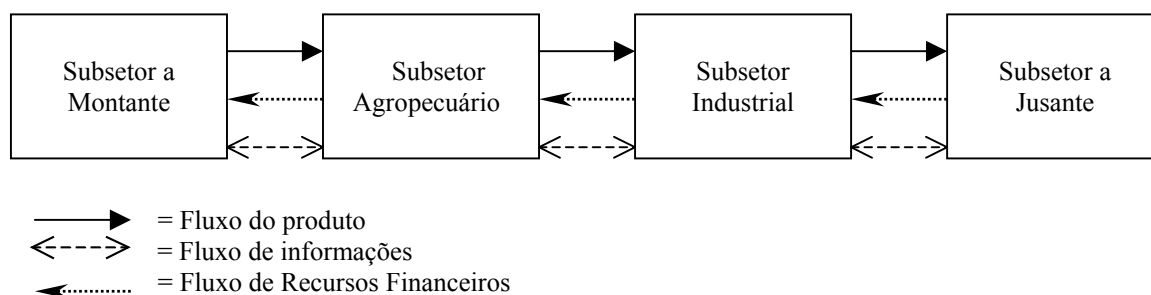 Subsetor a
Montante
Subsetor
Agropecuário
Subsetor
Industrial
Subsetor a
Jusante
= Fluxo do produto
= Fluxo de informações
= Fluxo de Recursos Financeiros